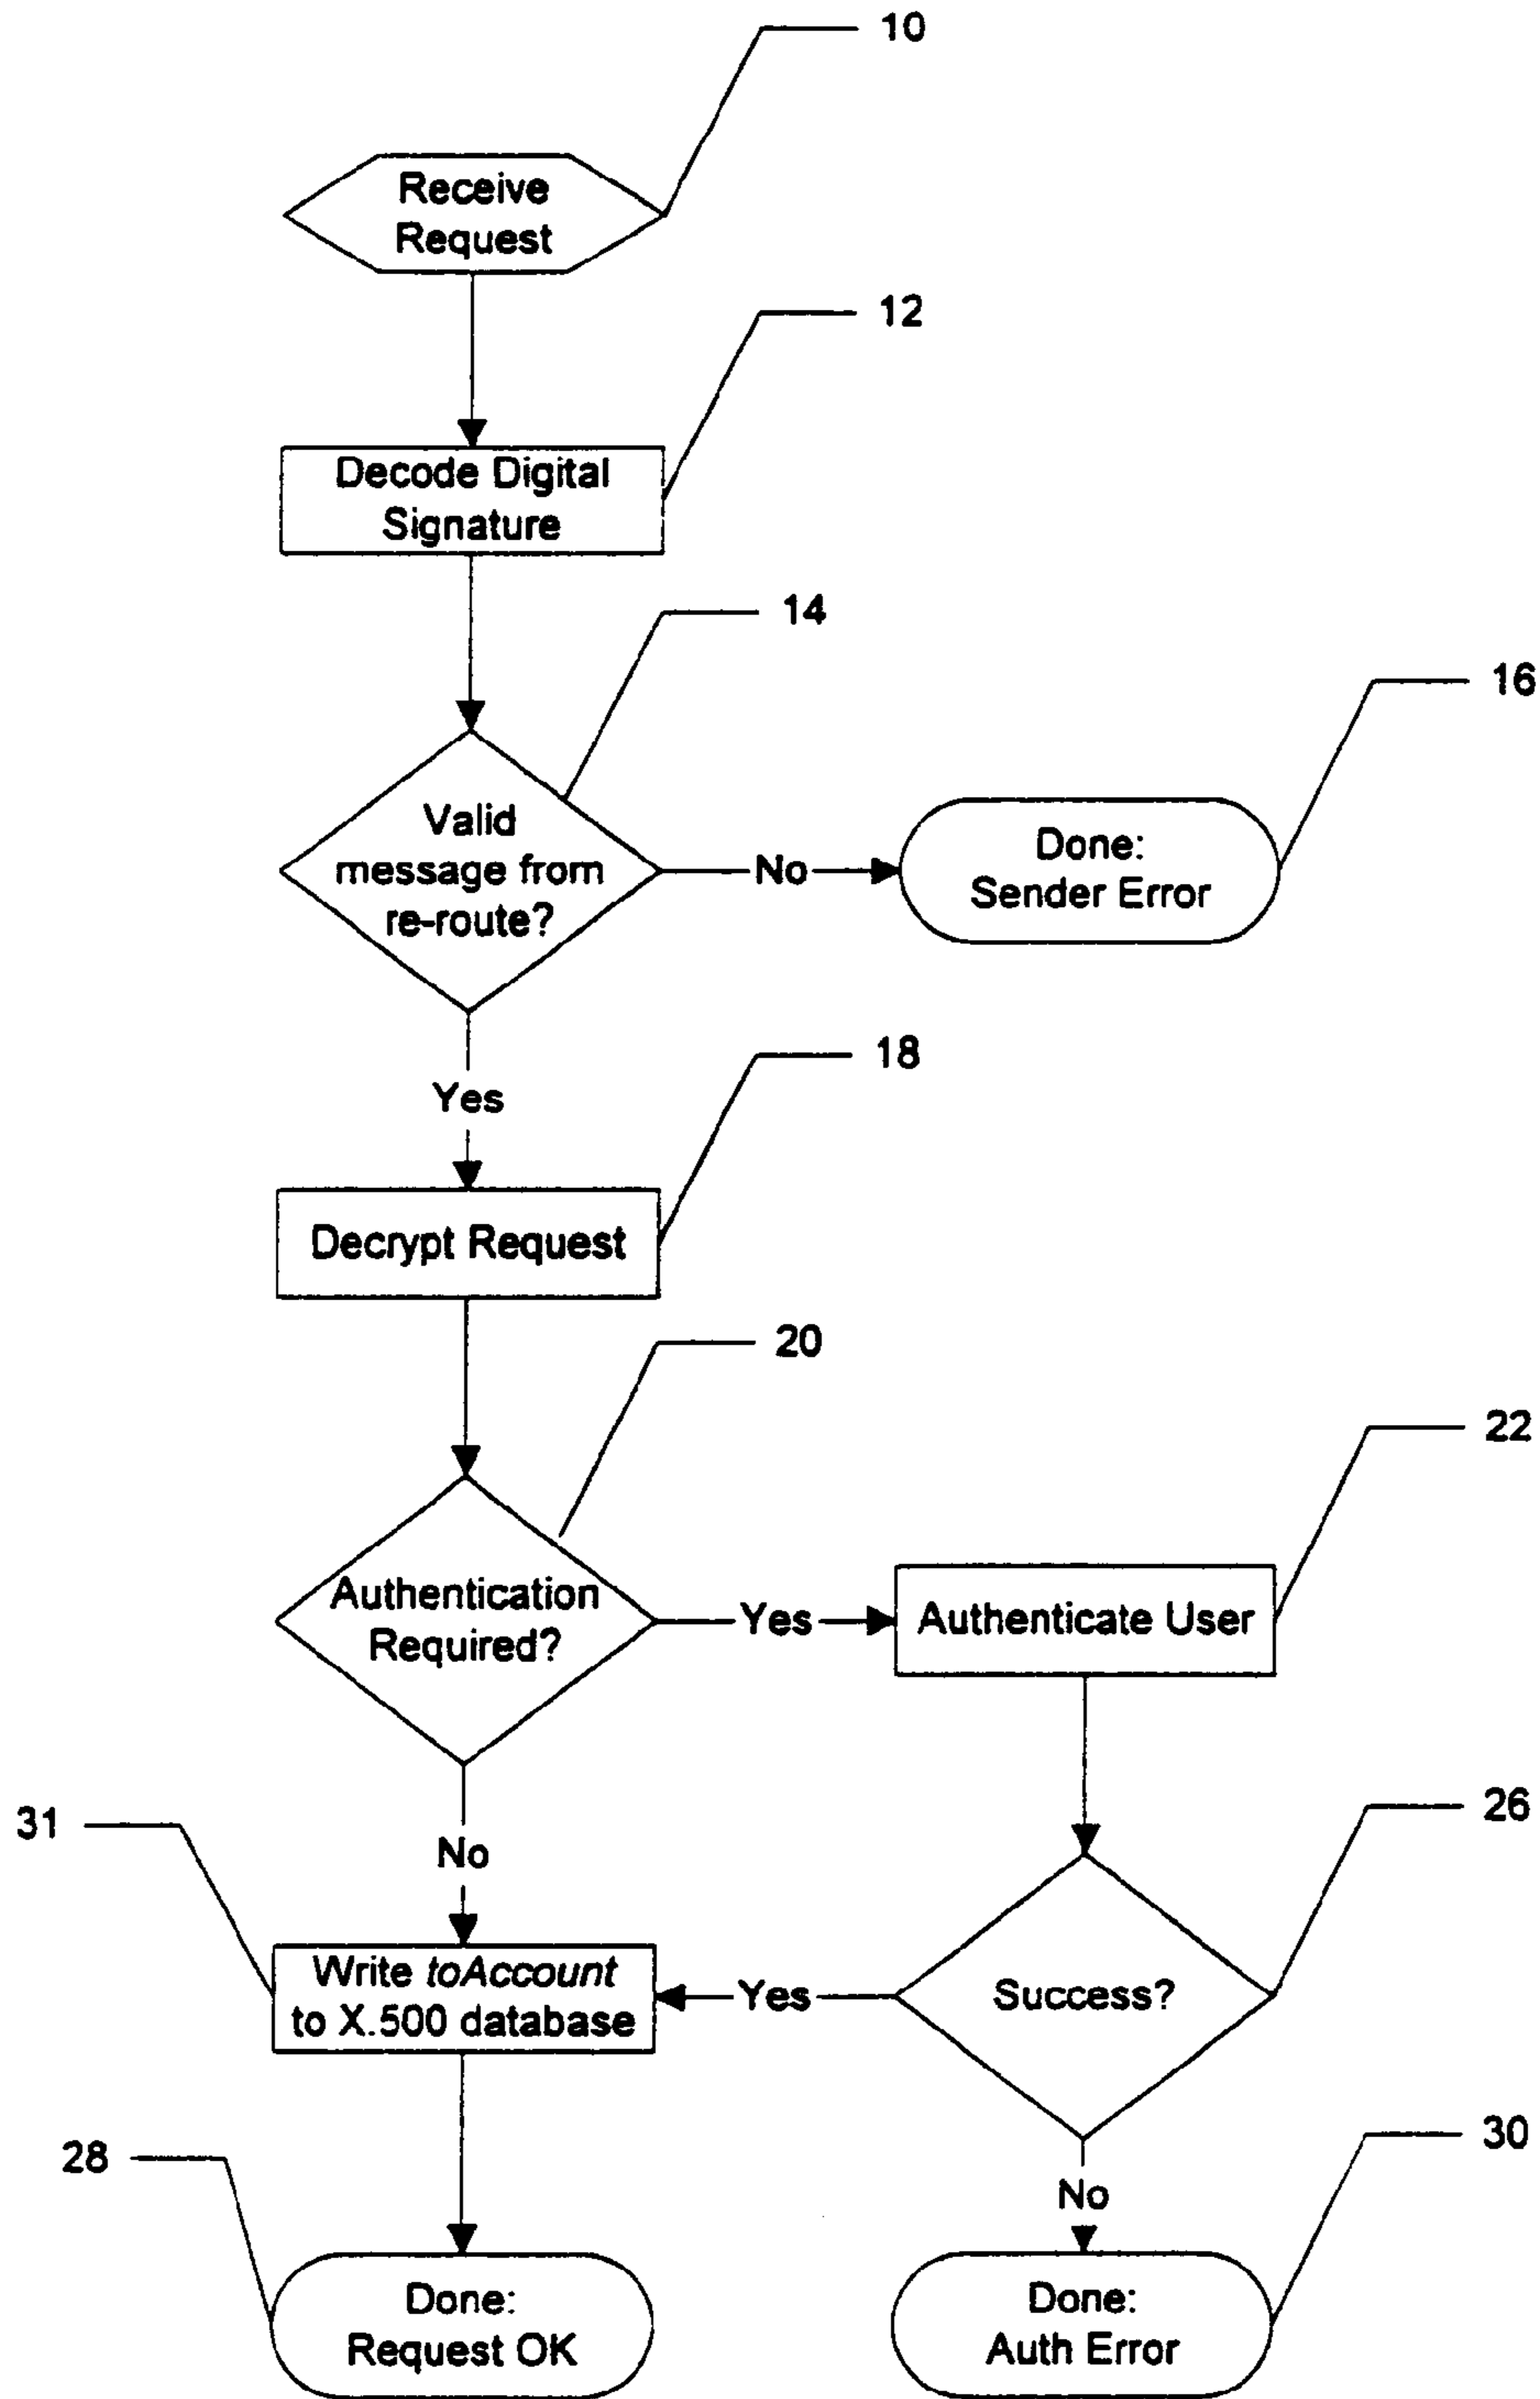 10
Receive
Request
12
Decode Digital
Signature
14
16
Valid
message from
re-route?
No
Done:
Sender Error
18
Yes
Decrypt Request
20
22
Authentication
Required?
Yes
Authenticate User
31
26
No
Write toAccount
to X.500 database
Yes
Success?
28
30
No
Done:
Request OK
Done:
Auth Error